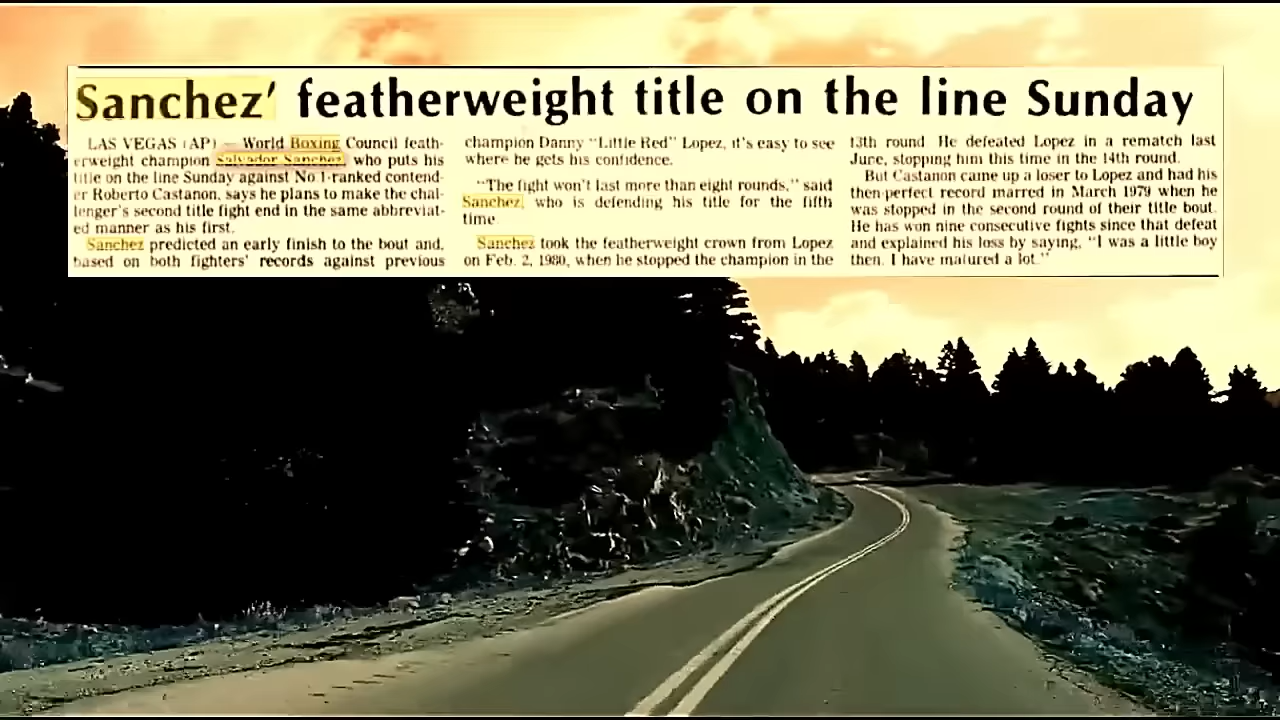 Sanchez' featherweight title on the line Sunday
LAS VEGAS (AP) — World Boxing Council feath-
erweight champion Salvador Sanchez, who puts his
title on the line Sunday against No 1-ranked contend-
er Roberto Castanon, says he plans to make the chal-
lenger's second title fight end in the same abbreviat-
ed manner as his first.
Sanchez predicted an early finish to the bout and,
based on both fighters' records against previous
champion Danny "Little Red" Lopez, it's easy to see
where he gets his confidence.
"The fight won't last more than eight rounds," said
Sanchez, who is defending his title for the fifth
time.
Sanchez took the featherweight crown from Lopez
on Feb. 2, 1980, when he stopped the champion in the
13th round He defeated Lopez in a rematch last
June, stopping him this time in the 14th round.
But Castanon came up a loser to Lopez and had his
then-perfect record marred in March 1979 when he
was stopped in the second round of their title bout.
He has won nine consecutive fights since that defeat
and explained his loss by saying, "I was a little boy
then. I have matured a lot."